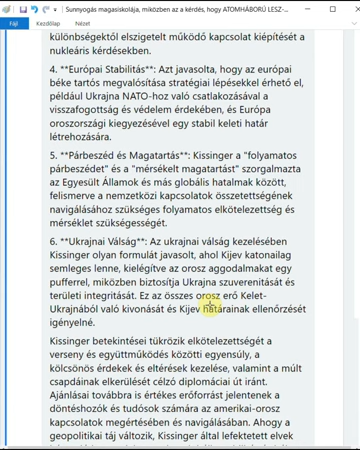 Sunnyogás magasiskolája, miközben az a kérdés, hogy ATOMHÁBORÚ LESZ-
Fájl Kezdőlap Nézet
különbségektől elszigetelt működő kapcsolat kiépítését a
nukleáris kérdésekben.
4. **Európai Stabilitás**: Azt javasolta, hogy az európai
béke tartós megvalósítása stratégiai lépésekkel érhető el,
például Ukrajna NATO-hoz való csatlakozásával a
visszafogottság és védelem érdekében, és Európa
oroszországi kiegyezésével egy stabil keleti határ
létrehozására.
5. **Párbeszéd és Magatartás**: Kissinger a "folyamatos
párbeszédet" és a "mérsékelt magatartást" szorgalmazta
az Egyesült Államok és más globális hatalmak között,
felismerve a nemzetközi kapcsolatok összetettségének
navigálásához szükséges folyamatos elkötelezettség és
mérséklet szükségességét.
6. **Ukrajnai Válság**: Az ukrajnai válság kezelésében
Kissinger olyan formulát javasolt, ahol Kijev katonailag
semleges lenne, kielégítve az orosz aggodalmakat egy
pufferrel, miközben biztosítja Ukrajna szuverenitását és
területi integritását. Ez az összes orosz erő Kelet-
Ukrajnából való kivonását és Kijev határainak ellenőrzését
igényelné.
Kissinger betekintései tükrözik elkötelezettségét a
verseny és együttműködés közötti egyensúly, a
kölcsönös érdekek és eltérések kezelése, valamint a múlt
csapdáinak elkerülését célzó diplomáciai út iránt.
Ajánlásai továbbra is értékes erőforrást jelentenek a
döntéshozók és tudósok számára az amerikai-orosz
kapcsolatok megértésében és navigálásában. Ahogy a
geopolitikai táj változik, Kissinger által lefektetett elvek